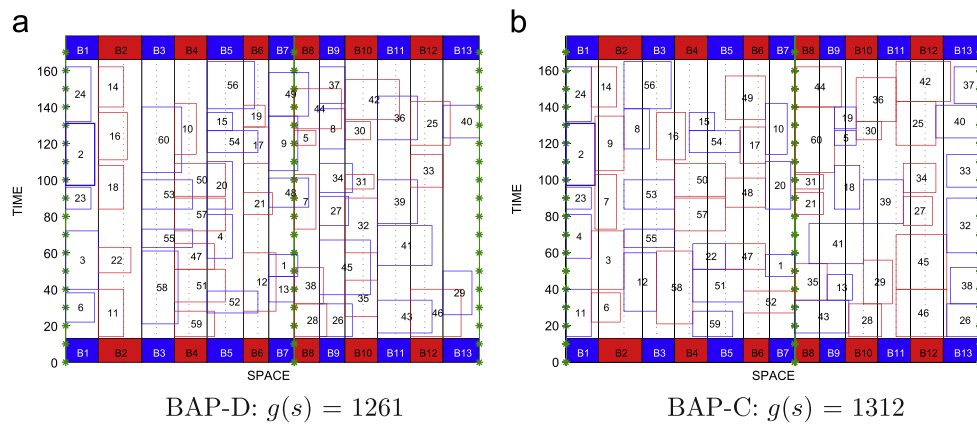 a
B1 B2 B3 B4 B5 B6 B7 B8 B9 B10 B11 B12 B13
160
140
120
100
80
60
40
20
0
TIME
24 14 56 49 37 42
2 16 60 10 15 19 44 8 36 25 40
54 17 9 5 30
23 18 53 50 20 21 48 7 34 31 33
57 27 39
3 22 55 47 4 32 41
58 51 12 1 45
6 11 52 13 38 35 29
59 28 26 43 46
B1 B2 B3 B4 B5 B6 B7 B8 B9 B10 B11 B12 B13
SPACE
BAP-D: g(s) = 1261
b
B1 B2 B3 B4 B5 B6 B7 B8 B9 B10 B11 B12 B13
160
140
120
100
80
60
40
20
0
TIME
24 14 56 49 44 36 42 37
2 9 8 16 15 10 19 25 40
54 17 60 5 30
23 7 53 50 48 20 31 18 34 33
57 21 39 27
4 3 55 22 47 41 32
12 58 51 1 45
11 6 52 35 13 29 38
59 43 28 46 26
B1 B2 B3 B4 B5 B6 B7 B8 B9 B10 B11 B12 B13
SPACE
BAP-C: g(s) = 1312